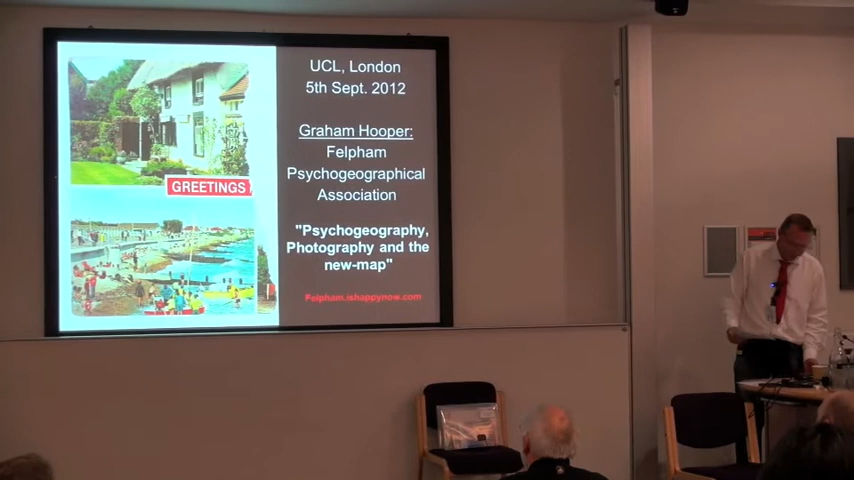 UCL, London
5th Sept. 2012
Graham Hooper:
Felpham
Psychogeographical
Association
"Psychogeography,
Photography and the
new-map"
Felpham.ishappynow.com
GREETINGS